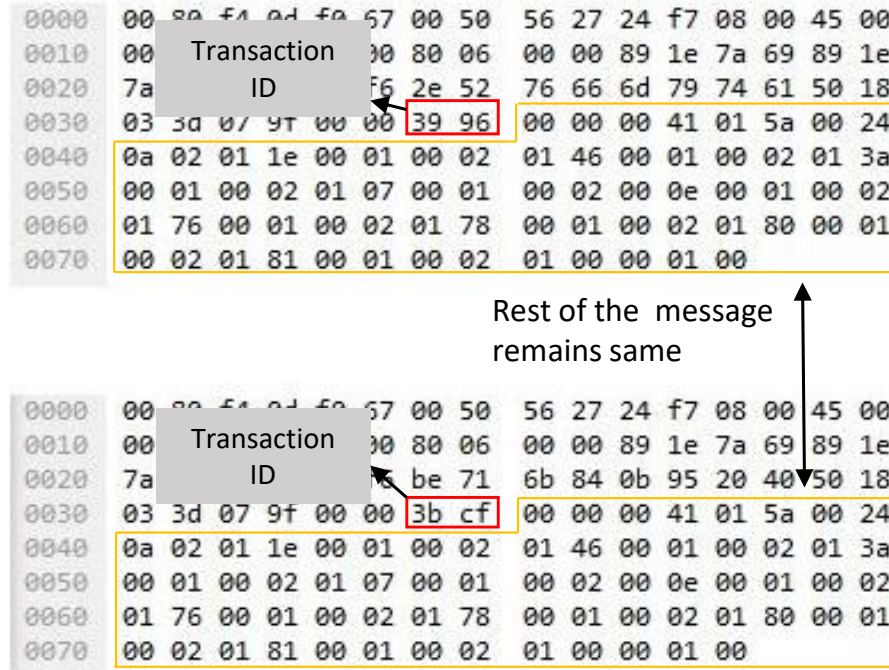 0000 00 80 f4 0d f0 67 00 50 56 27 24 f7 08 00 45 00
0010 00 00 80 06 00 00 89 1e 7a 69 89 1e
Transaction
ID
0020 7a f6 2e 52 76 66 6d 79 74 61 50 18
0030 03 3d 07 9f 00 00 39 96 00 00 00 41 01 5a 00 24
0040 0a 02 01 1e 00 01 00 02 01 46 00 01 00 02 01 3a
0050 00 01 00 02 01 07 00 01 00 02 00 0e 00 01 00 02
0060 01 76 00 01 00 02 01 78 00 01 00 02 01 80 00 01
0070 00 02 01 81 00 01 00 02 01 00 00 01 00
Rest of the message
remains same
0000 00 80 f4 0d f0 67 00 50 56 27 24 f7 08 00 45 00
0010 00 00 80 06 00 00 89 1e 7a 69 89 1e
Transaction
ID
0020 7a be 71 6b 84 0b 95 20 40 50 18
0030 03 3d 07 9f 00 00 3b cf 00 00 00 41 01 5a 00 24
0040 0a 02 01 1e 00 01 00 02 01 46 00 01 00 02 01 3a
0050 00 01 00 02 01 07 00 01 00 02 00 0e 00 01 00 02
0060 01 76 00 01 00 02 01 78 00 01 00 02 01 80 00 01
0070 00 02 01 81 00 01 00 02 01 00 00 01 00